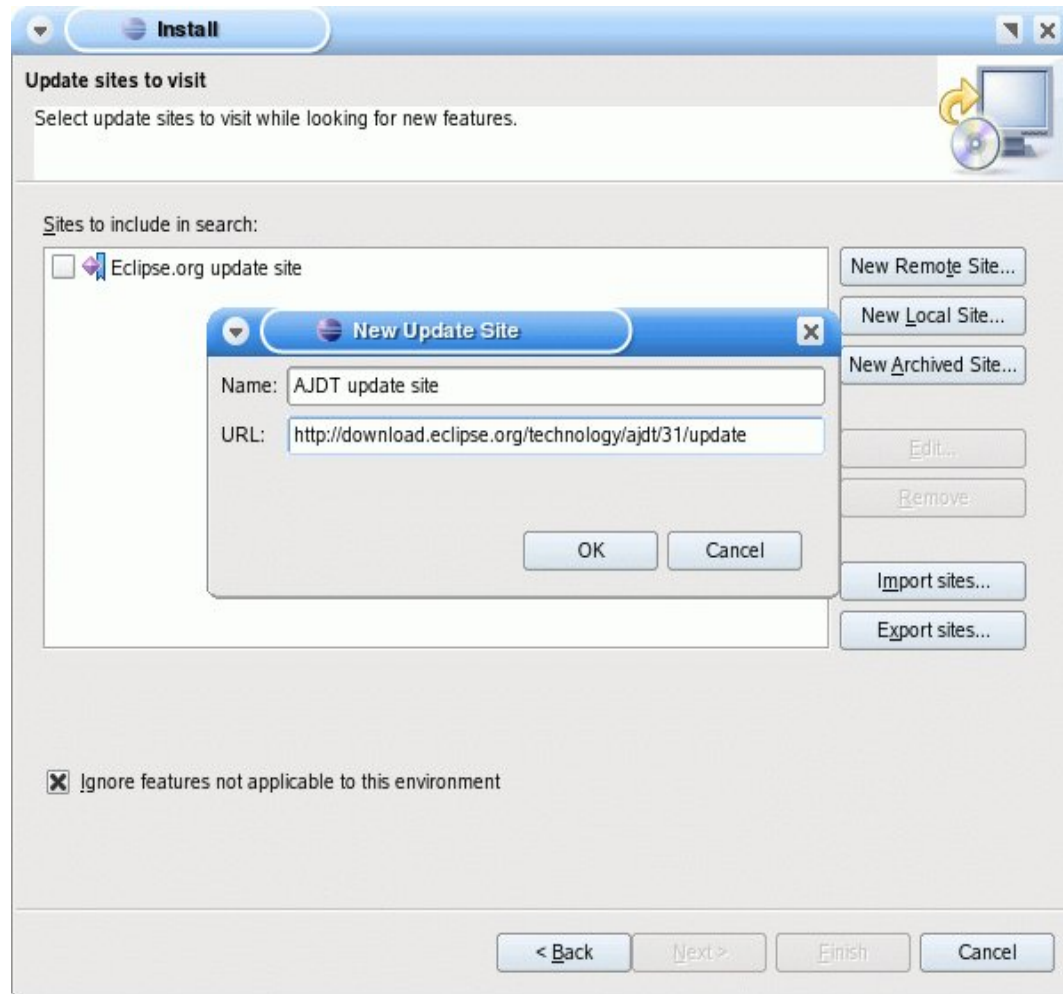 Install
Update sites to visit
Select update sites to visit while looking for new features.
Sites to include in search:
Eclipse.org update site
New Remote Site...
New Local Site...
New Archived Site...
Edit...
Remove
Import sites...
Export sites...
New Update Site
Name: AJDT update site
URL: http://download.eclipse.org/technology/ajdt/31/update
OK Cancel
Ignore features not applicable to this environment
< Back Next > Finish Cancel